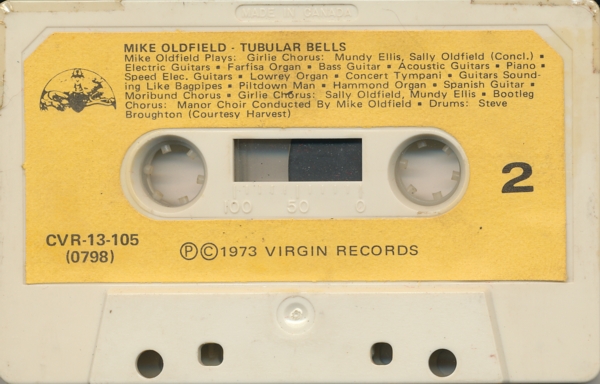 MADE IN CANADA
MIKE OLDFIELD - TUBULAR BELLS
Mike Oldfield Plays: Girlie Chorus: Mundy Ellis, Sally Oldfield (Concl.) ▪
Electric Guitars ▪ Farfisa Organ ▪ Bass Guitar ▪ Acoustic Guitars ▪ Piano ▪
Speed Elec. Guitars ▪ Lowrey Organ ▪ Concert Tympani ▪ Guitars Sound-
ing Like Bagpipes ▪ Piltdown Man ▪ Hammond Organ ▪ Spanish Guitar ▪
Moribund Chorus ▪ Girlie Chorus: Sally Oldfield, Mundy Ellis ▪ Bootleg
Chorus: Manor Choir Conducted By Mike Oldfield ▪ Drums: Steve
Broughton (Courtesy Harvest)
2
100 50 0
CVR-13-105
(0798)
Ⓟ©1973 VIRGIN RECORDS